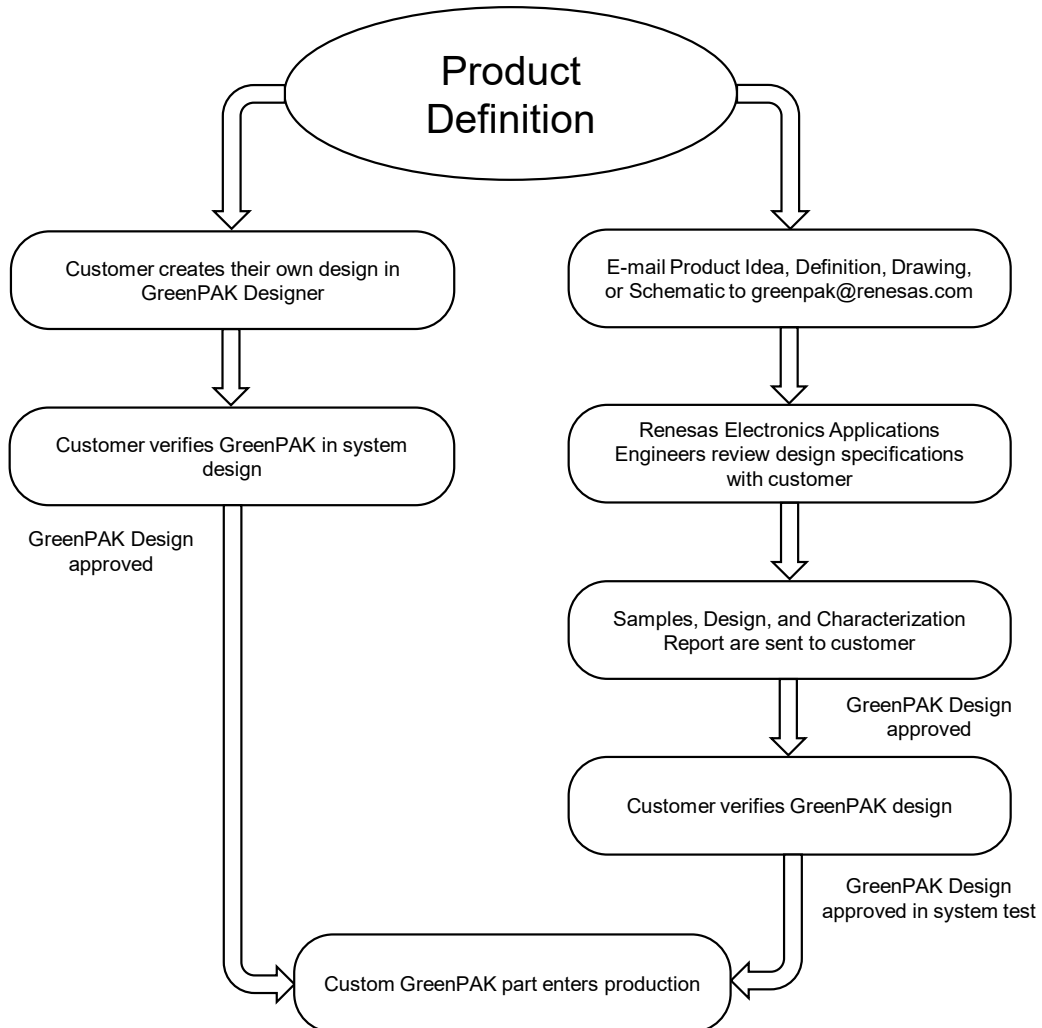 Product
Definition
Customer creates their own design in
GreenPAK Designer
E-mail Product Idea, Definition, Drawing,
or Schematic to greenpak@renesas.com
Customer verifies GreenPAK in system
design
Renesas Electronics Applications
Engineers review design specifications
with customer
GreenPAK Design
approved
Samples, Design, and Characterization
Report are sent to customer
GreenPAK Design
approved
Customer verifies GreenPAK design
GreenPAK Design
approved in system test
Custom GreenPAK part enters production